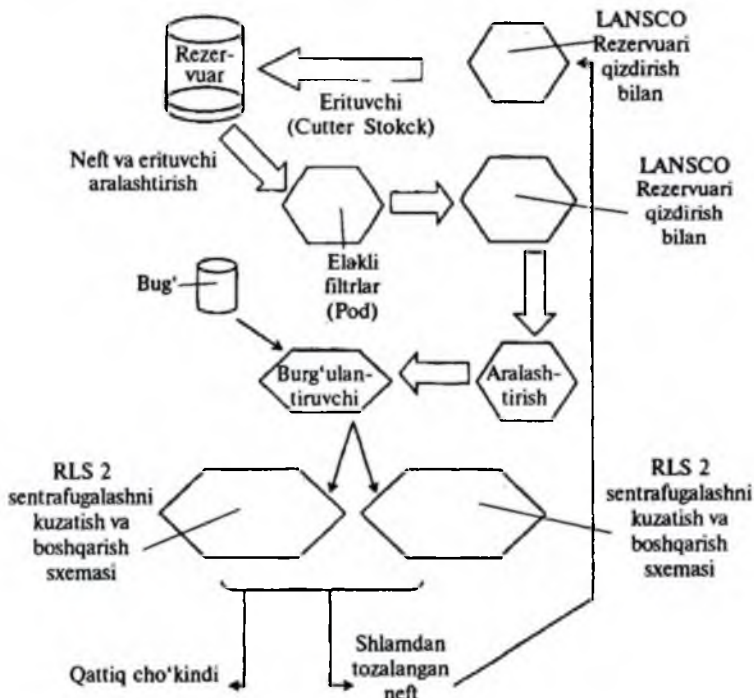 LANSCO
Rezervuari
qizdirish
bilan
Rezer-
vuar
Erituvchi
(Cutter Stokck)
Neft va erituvchi
aralashtirish
LANSCO
Rezervuari
qizdirish
bilan
Elakli
filtrlar
(Pod)
Bug‘
Burg‘ulan-
tiruvchi
Aralash-
tirish
RLS 2
sentrafugalashni
kuzatish va
boshqarish
sxemasi
RLS 2
sentrafugalashni
kuzatish va
boshqarish
sxemasi
Qattiq cho‘kindi
Shlamdan
tozalangan
neft